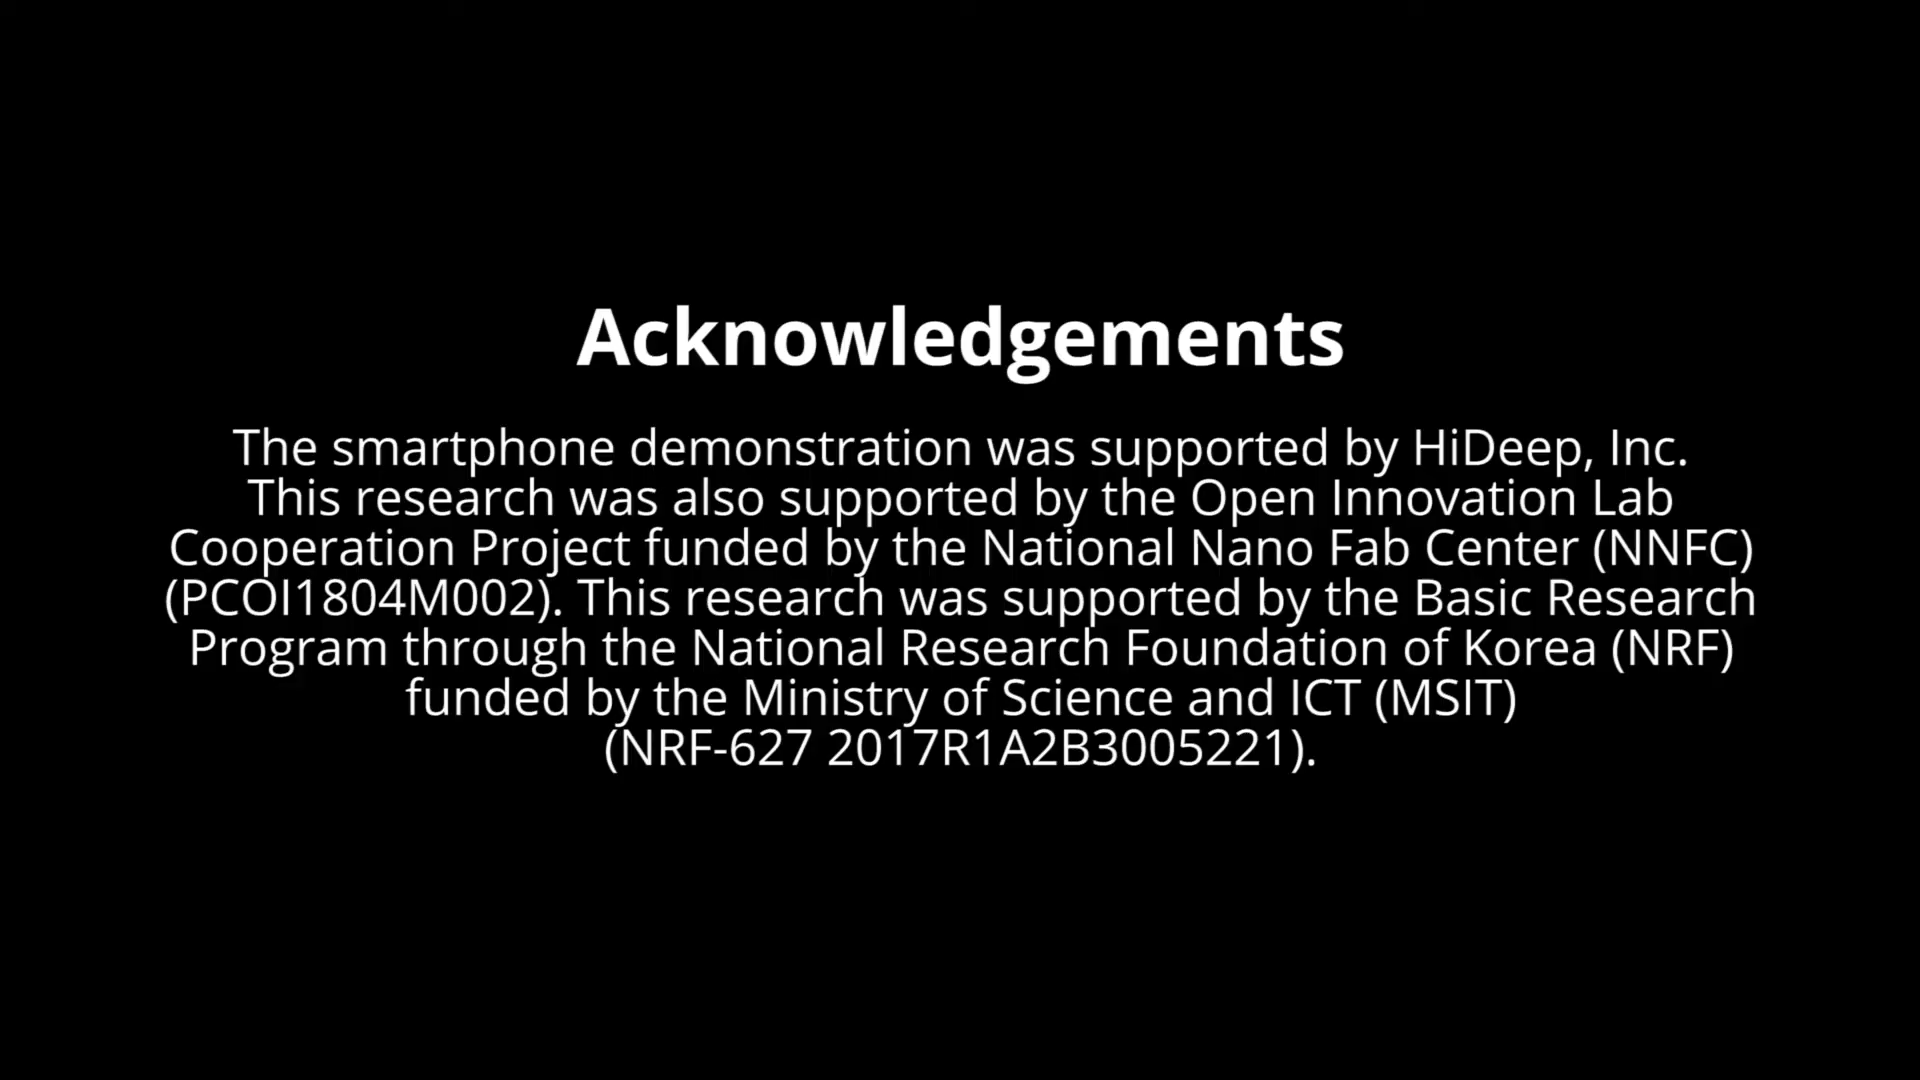 Acknowledgements
The smartphone demonstration was supported by HiDeep, Inc.
This research was also supported by the Open Innovation Lab
Cooperation Project funded by the National Nano Fab Center (NNFC)
(PCOI1804M002). This research was supported by the Basic Research
Program through the National Research Foundation of Korea (NRF)
funded by the Ministry of Science and ICT (MSIT)
(NRF-627 2017R1A2B3005221).